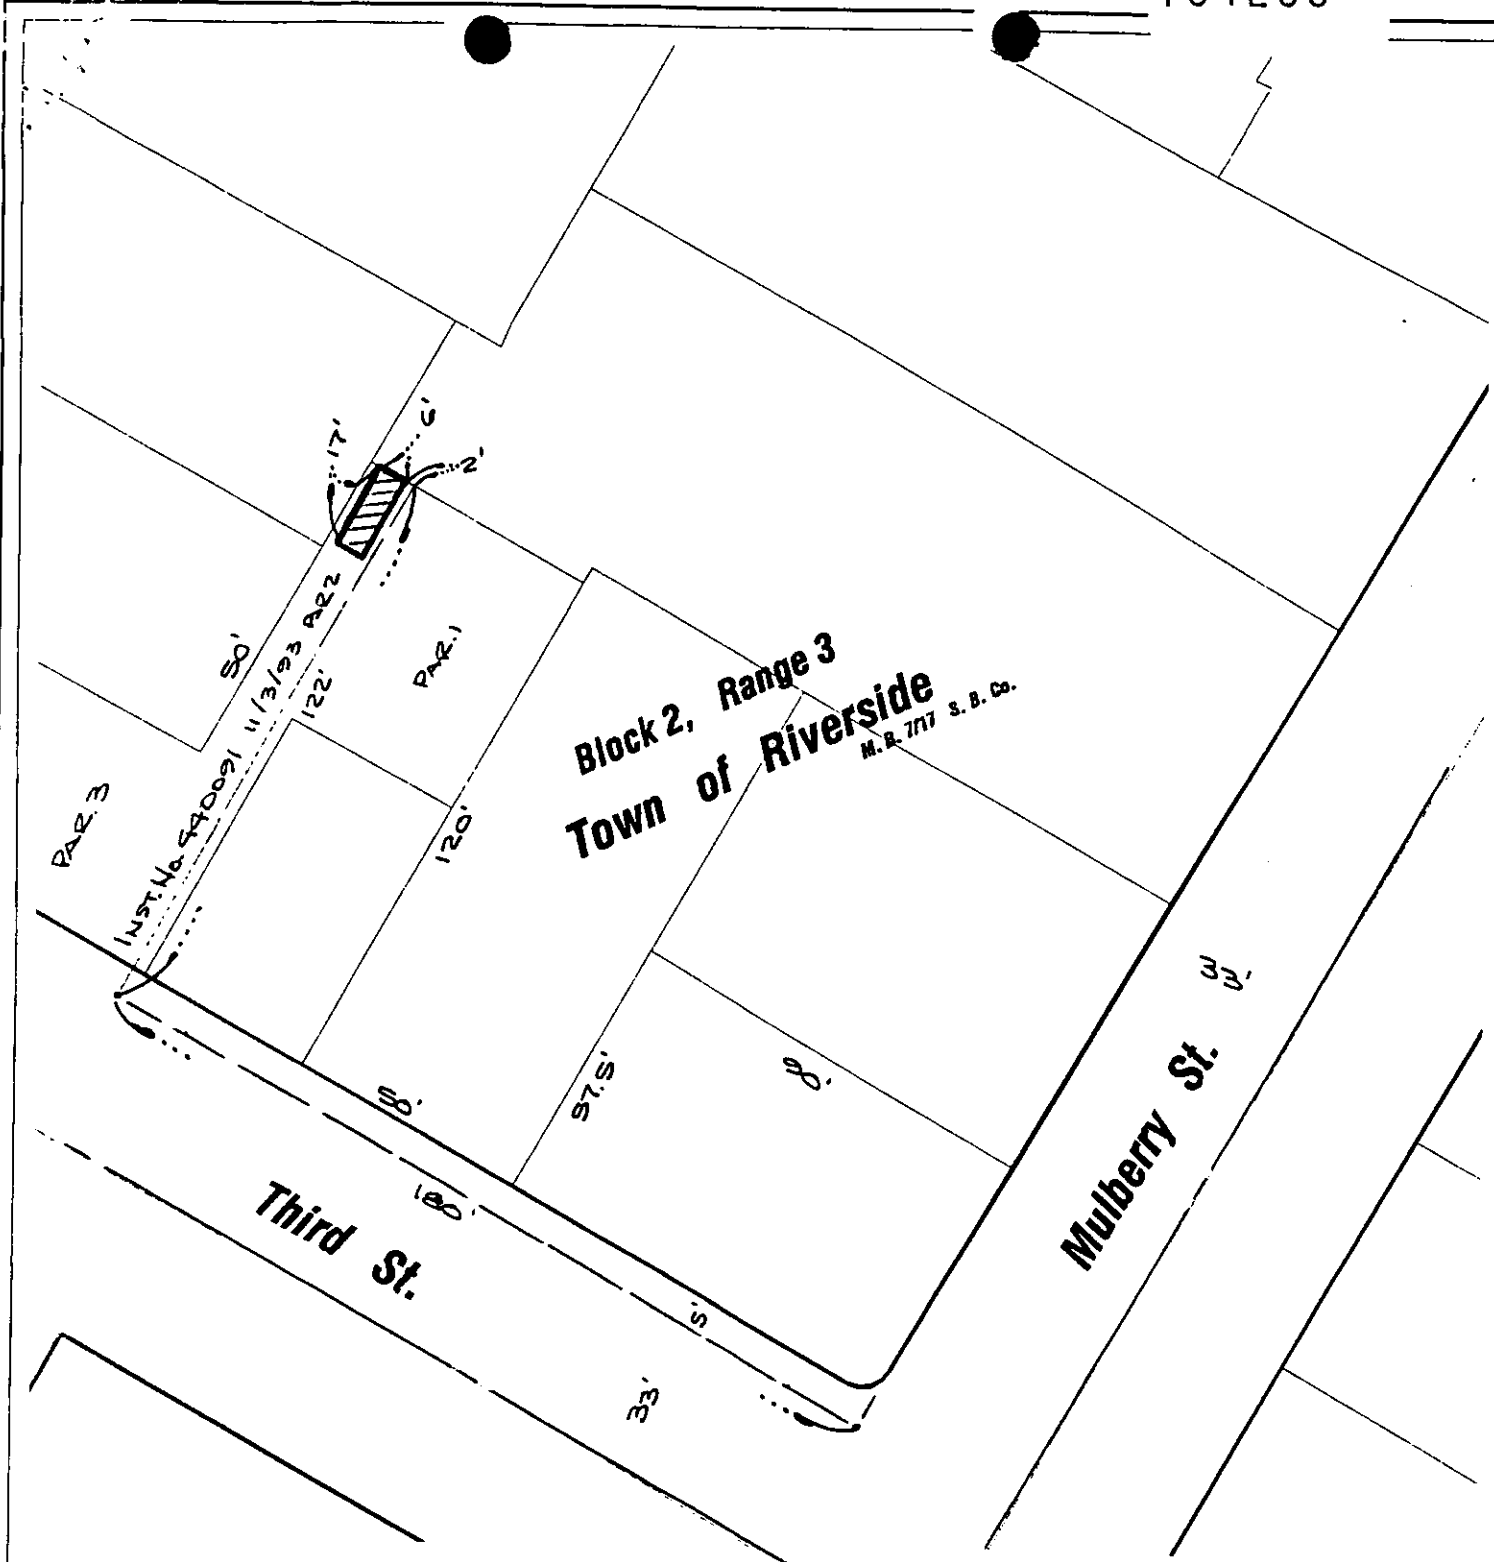 17'
6'
2'
50'
INST. No. 440091 11/3/93 PAR 2
122'
PAR. 1
PAR. 3
120'
Block 2, Range 3
Town of Riverside
M. B. 7/17 S. B. Co.
33'
Mulberry St.
50'
97.5'
90'
180'
Third St.
5'
33'